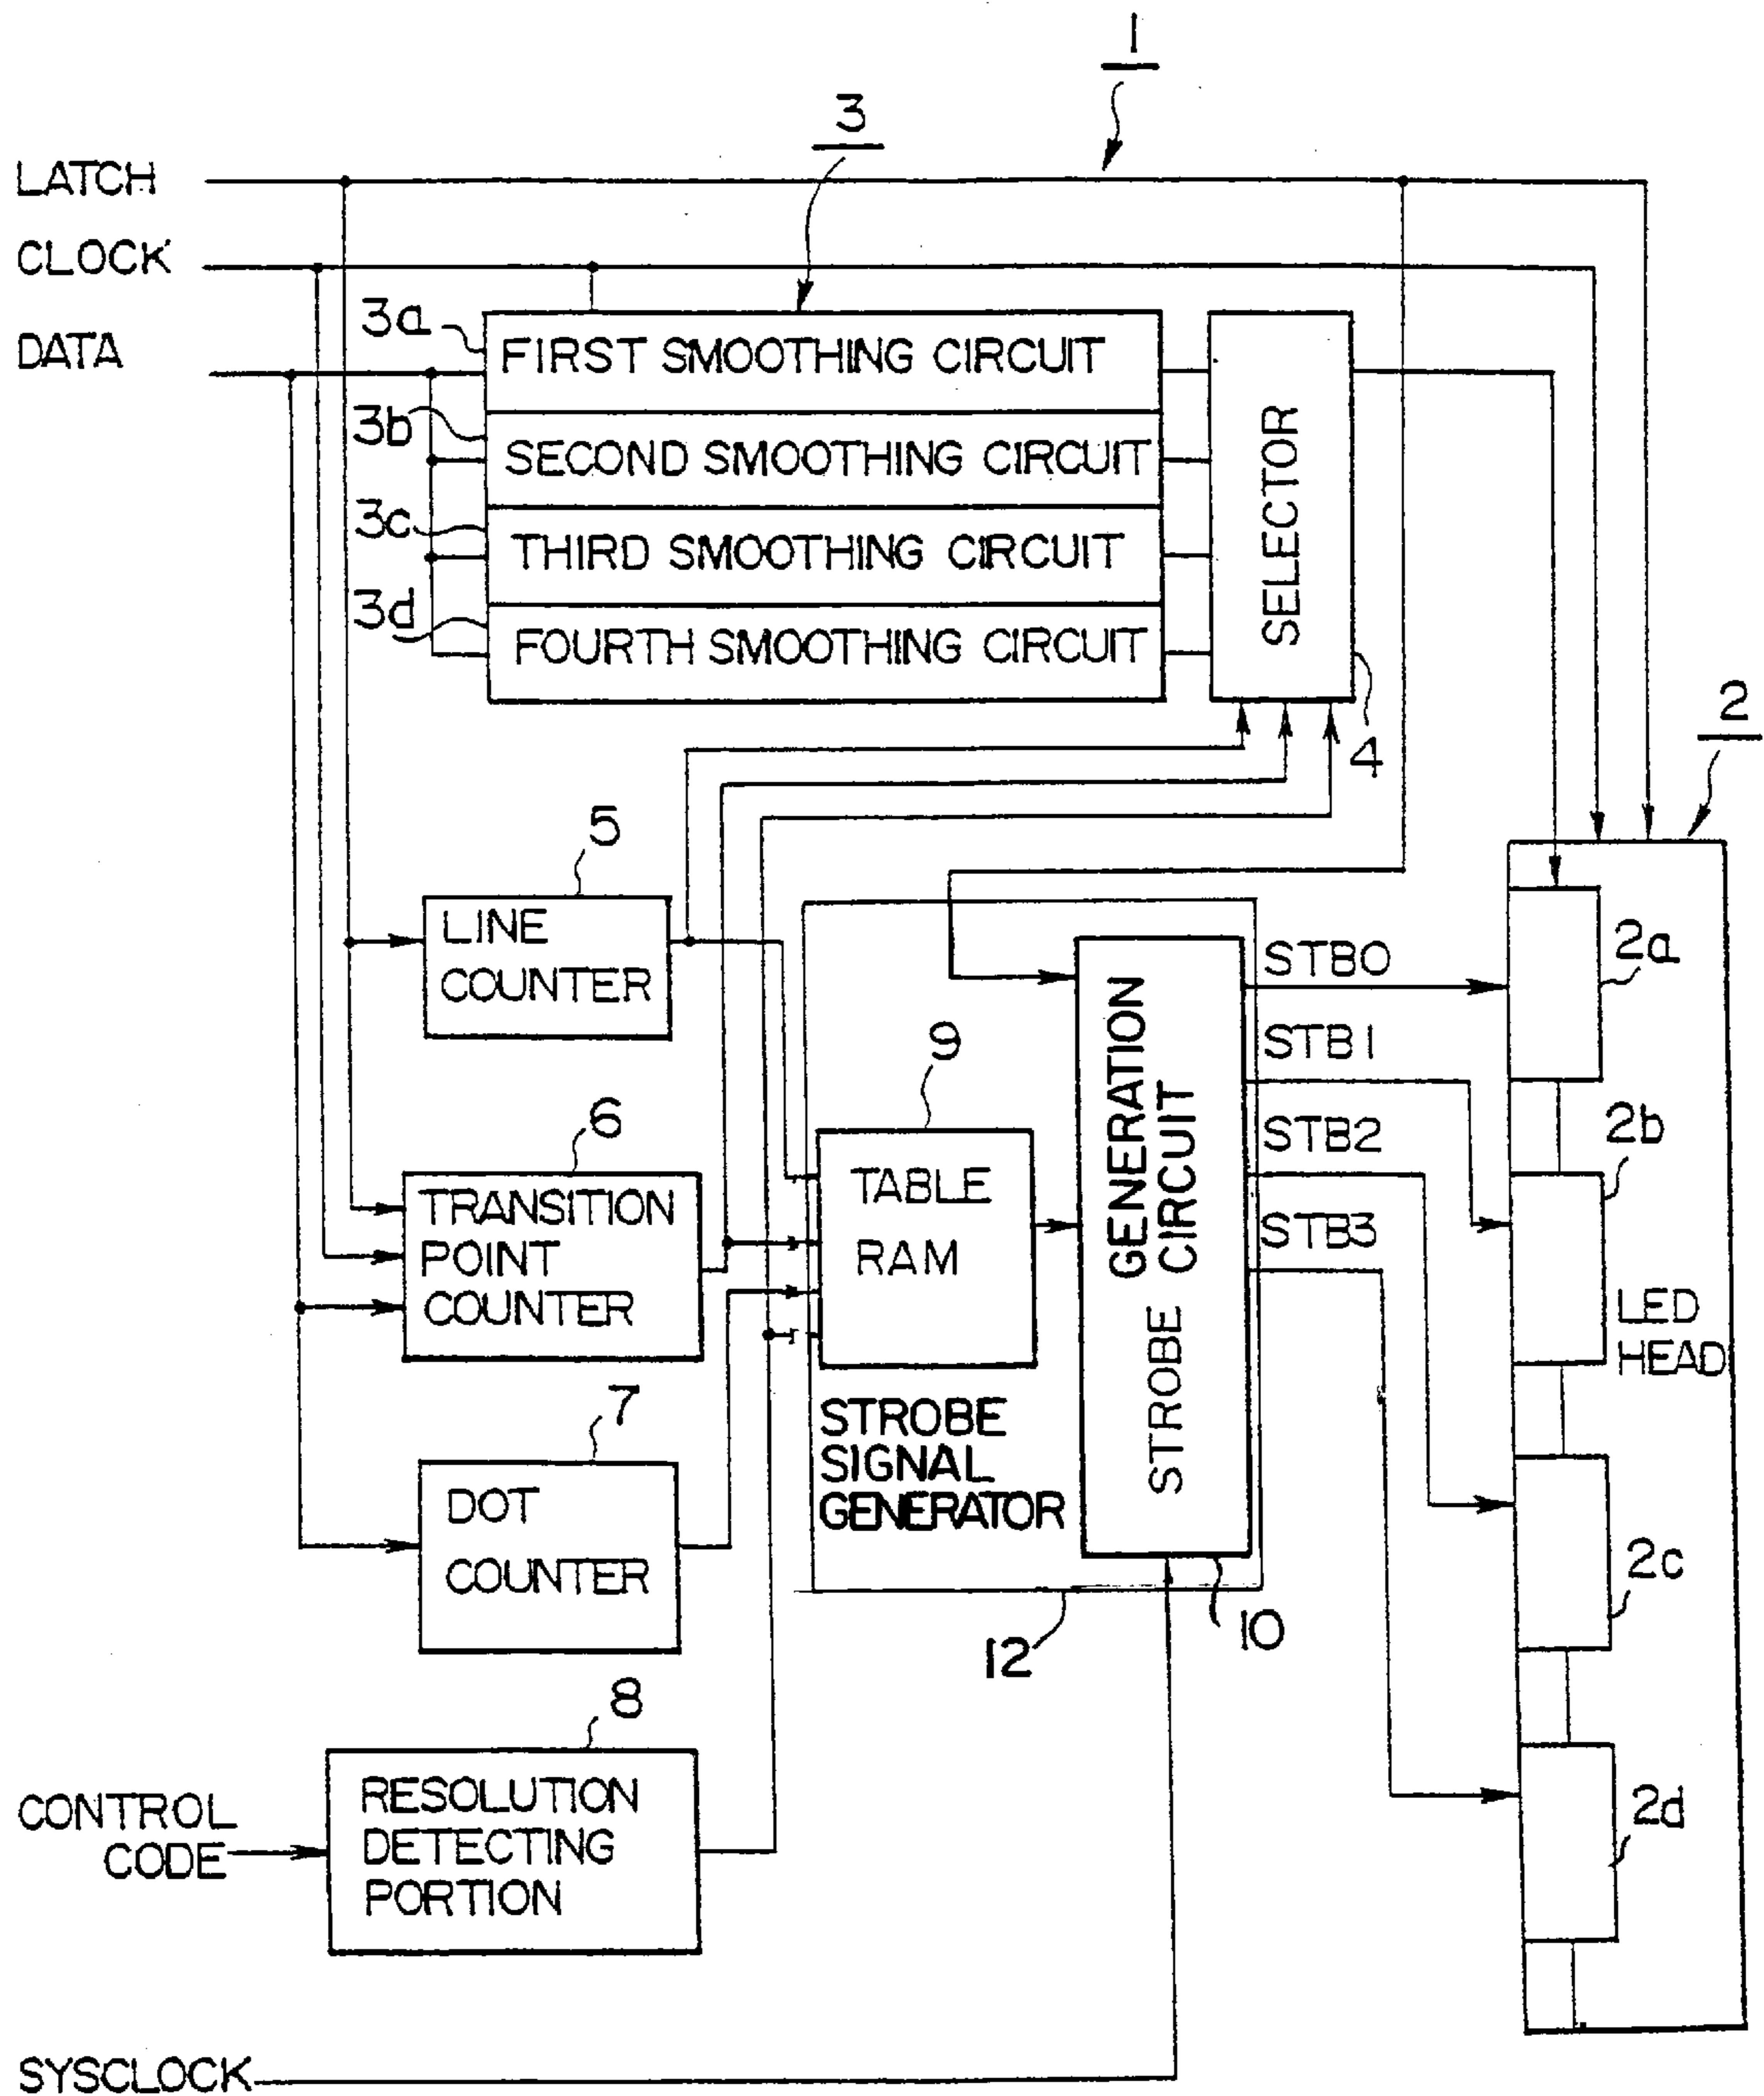 1
3
LATCH
CLOCK
DATA
3a
FIRST SMOOTHING CIRCUIT
3b
SECOND SMOOTHING CIRCUIT
3c
THIRD SMOOTHING CIRCUIT
3d
FOURTH SMOOTHING CIRCUIT
SELECTOR
4
2
5
LINE
COUNTER
6
TRANSITION
POINT
COUNTER
7
DOT
COUNTER
8
RESOLUTION
DETECTING
PORTION
CONTROL
CODE
SYSCLOCK
9
TABLE
RAM
STROBE
SIGNAL
GENERATOR
12
STROBE GENERATION
CIRCUIT
10
STB0
STB1
STB2
STB3
2a
2b
LED
HEAD
2c
2d